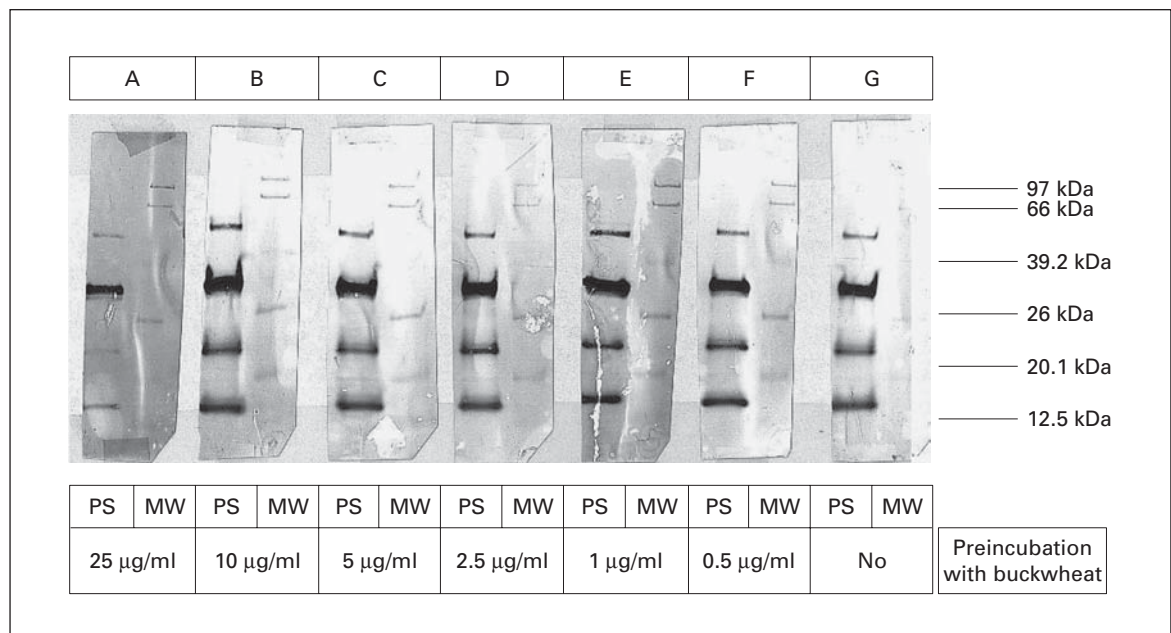 A B C D E F G
97 kDa
66 kDa
39.2 kDa
26 kDa
20.1 kDa
12.5 kDa
PS MW PS MW PS MW PS MW PS MW PS MW PS MW
25 µg/ml 10 µg/ml 5 µg/ml 2.5 µg/ml 1 µg/ml 0.5 µg/ml No
Preincubation
with buckwheat